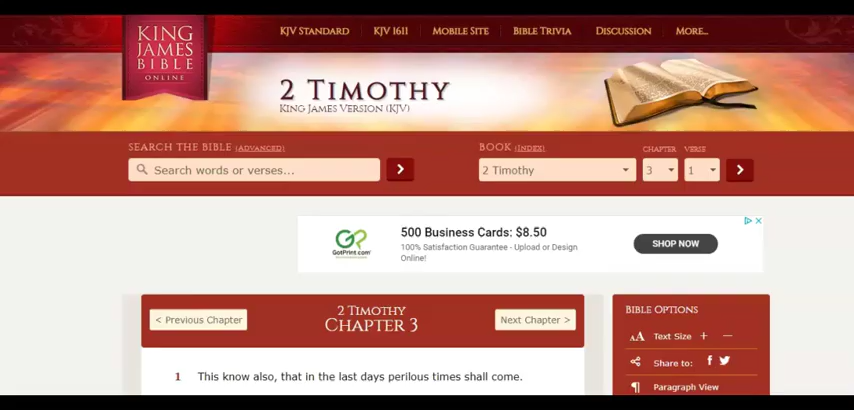 KING
JAMES
BIBLE
ONLINE
KJV STANDARD
KJV 1611
MOBILE SITE
BIBLE TRIVIA
DISCUSSION
MORE...
2 TIMOTHY
KING JAMES VERSION (KJV)
SEARCH THE BIBLE (ADVANCED)
Search words or verses...
BOOK (INDEX)
CHAPTER
VERSE
2 Timothy
3
1
GotPrint.com
500 Business Cards: $8.50
100% Satisfaction Guarantee - Upload or Design
Online!
SHOP NOW
< Previous Chapter
2 TIMOTHY
CHAPTER 3
Next Chapter >
1 This know also, that in the last days perilous times shall come.
BIBLE OPTIONS
AA Text Size + —
Share to: f
¶ Paragraph View